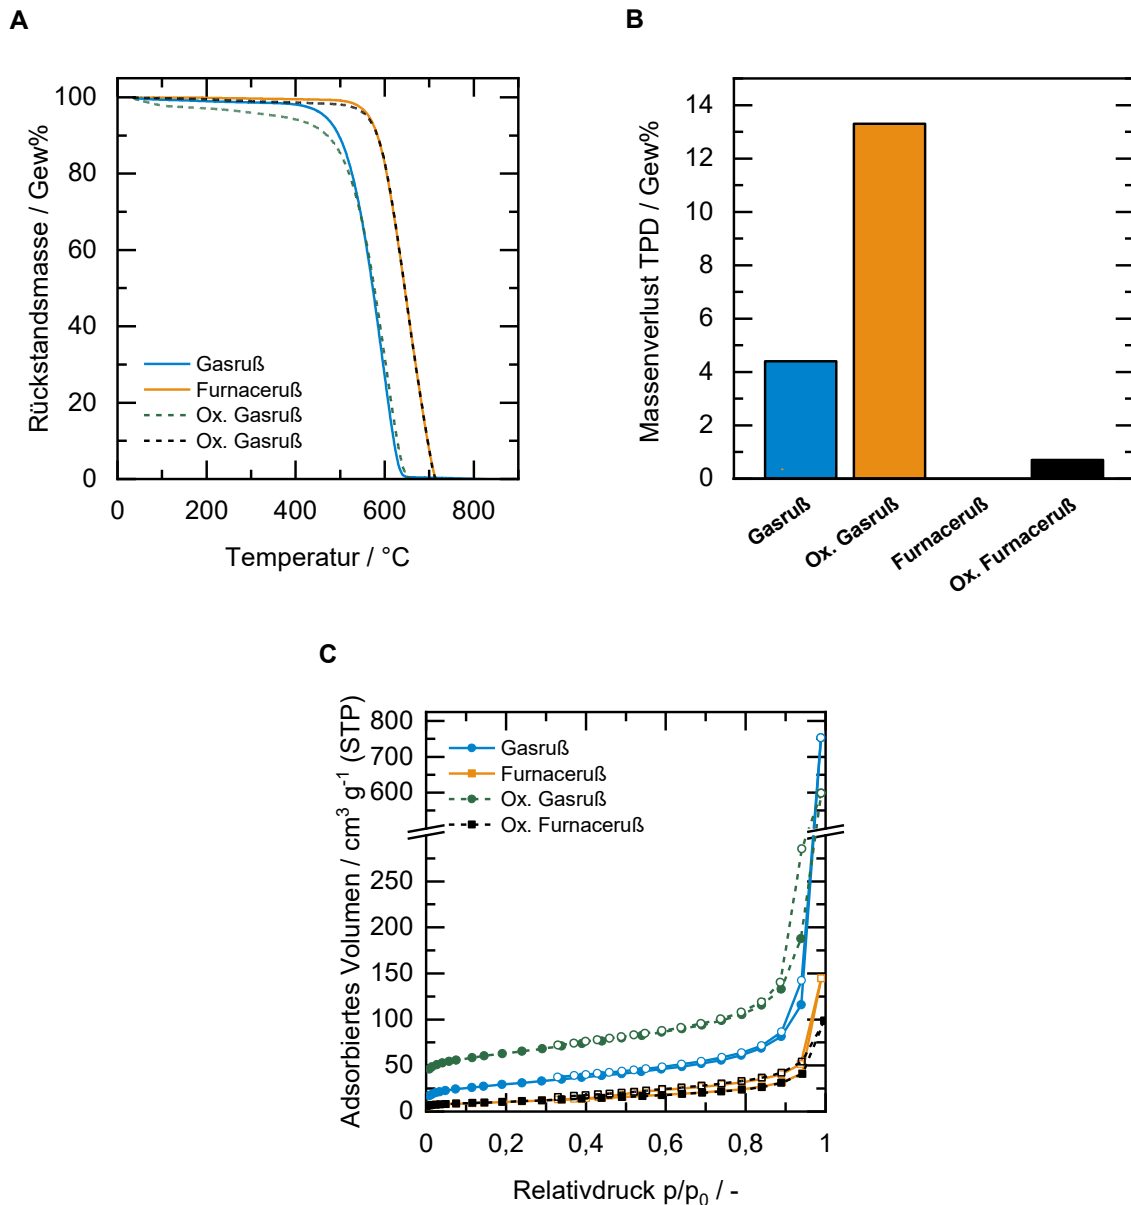 A
B
100
80
60
40
20
0
Rückstandsmasse / Gew%
Gasruß
Furnaceruß
Ox. Gasruß
Ox. Gasruß
0 200 400 600 800
Temperatur / °C
14
12
10
8
6
4
2
0
Massenverlust TPD / Gew%
Gasruß
Ox. Gasruß
Furnaceruß
Ox. Furnaceruß
C
800
750
700
600
250
200
150
100
50
0
Adsorbiertes Volumen / cm³ g⁻¹ (STP)
Gasruß
Furnaceruß
Ox. Gasruß
Ox. Furnaceruß
0 0,2 0,4 0,6 0,8 1
Relativdruck p/p₀ / -